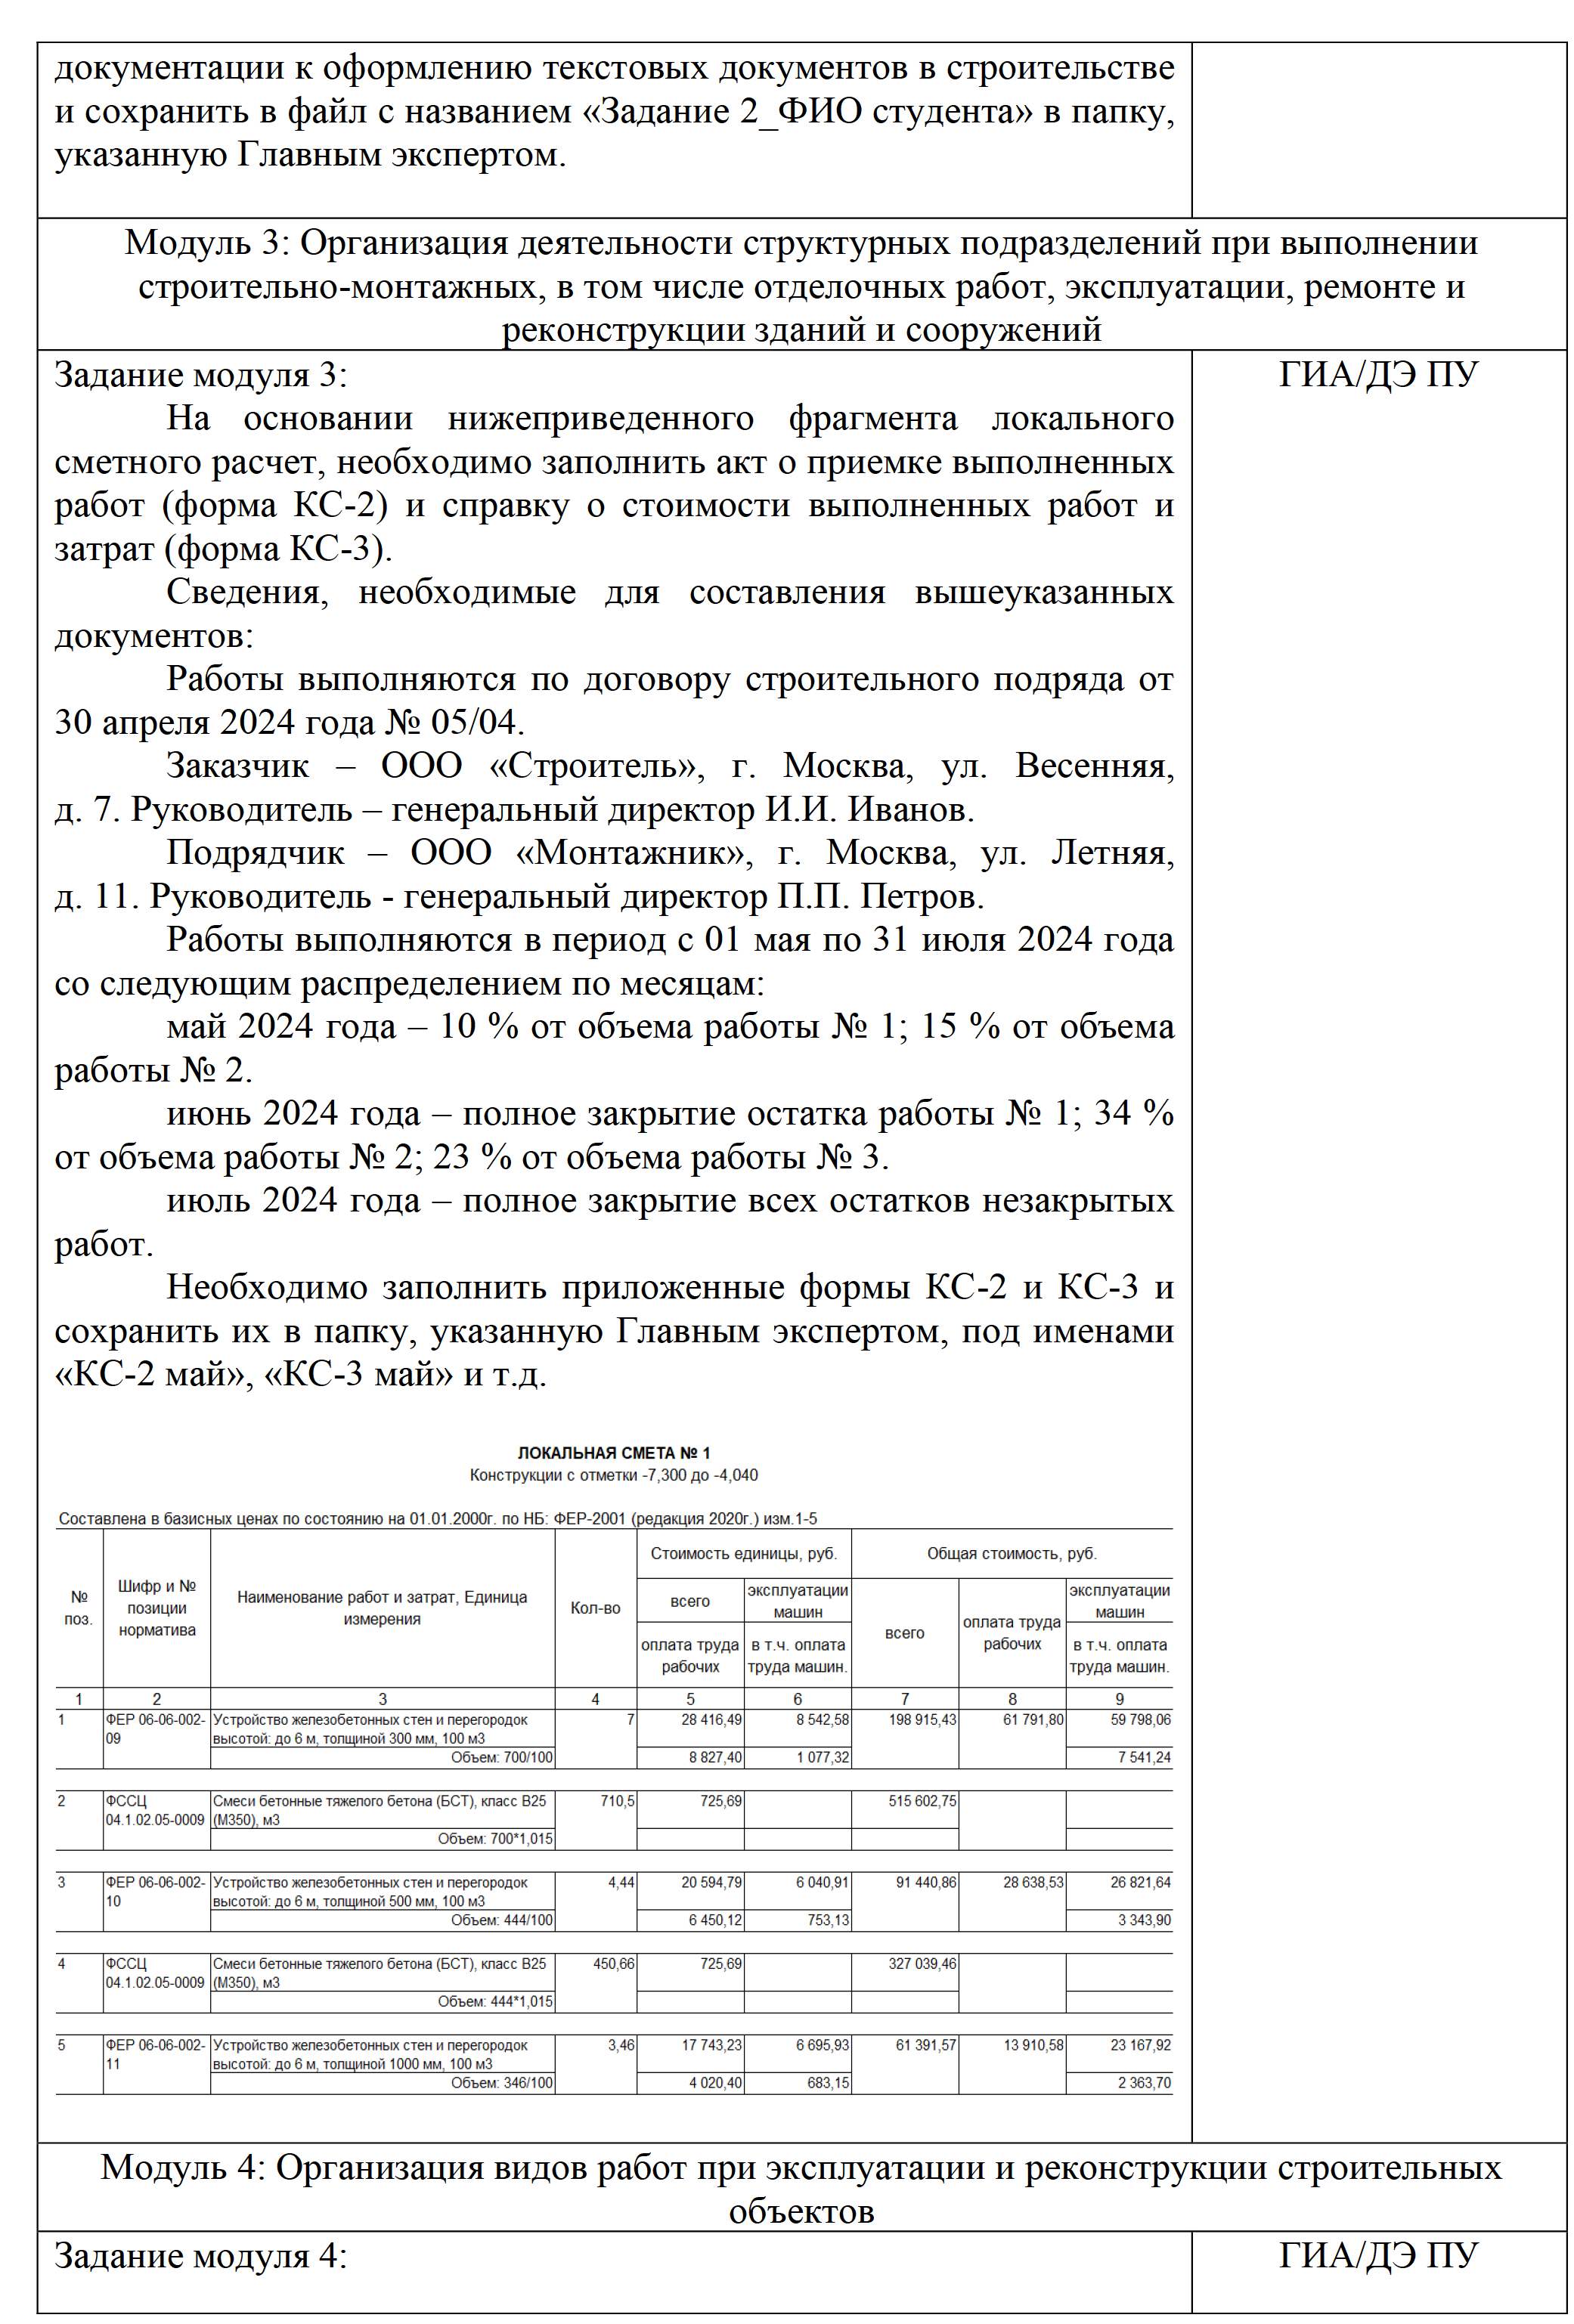 документации к оформлению текстовых документов в строительстве
и сохранить в файл с названием «Задание 2_ФИО студента» в папку,
указанную Главным экспертом.
Модуль 3: Организация деятельности структурных подразделений при выполнении
строительно-монтажных, в том числе отделочных работ, эксплуатации, ремонте и
реконструкции зданий и сооружений
Задание модуля 3:
ГИА/ДЭ ПУ
На основании нижеприведенного фрагмента локального
сметного расчет, необходимо заполнить акт о приемке выполненных
работ (форма КС-2) и справку о стоимости выполненных работ и
затрат (форма КС-3).
Сведения, необходимые для составления вышеуказанных
документов:
Работы выполняются по договору строительного подряда от
30 апреля 2024 года № 05/04.
Заказчик – ООО «Строитель», г. Москва, ул. Весенняя,
д. 7. Руководитель – генеральный директор И.И. Иванов.
Подрядчик – ООО «Монтажник», г. Москва, ул. Летняя,
д. 11. Руководитель - генеральный директор П.П. Петров.
Работы выполняются в период с 01 мая по 31 июля 2024 года
со следующим распределением по месяцам:
май 2024 года – 10 % от объема работы № 1; 15 % от объема
работы № 2.
июнь 2024 года – полное закрытие остатка работы № 1; 34 %
от объема работы № 2; 23 % от объема работы № 3.
июль 2024 года – полное закрытие всех остатков незакрытых
работ.
Необходимо заполнить приложенные формы КС-2 и КС-3 и
сохранить их в папку, указанную Главным экспертом, под именами
«КС-2 май», «КС-3 май» и т.д.
ЛОКАЛЬНАЯ СМЕТА № 1
Конструкции с отметки -7,300 до -4,040
Составлена в базисных ценах по состоянию на 01.01.2000г. по НБ: ФЕР-2001 (редакция 2020г.) изм.1-5
№ поз. Шифр и № позиции норматива Наименование работ и затрат, Единица измерения Кол-во Стоимость единицы, руб. Общая стоимость, руб.
всего эксплуатации машин всего оплата труда рабочих эксплуатации машин
оплата труда рабочих в т.ч. оплата труда машин. в т.ч. оплата труда машин.
1 2 3 4 5 6 7 8 9
1 ФЕР 06-06-002-09 Устройство железобетонных стен и перегородок высотой: до 6 м, толщиной 300 мм, 100 м3 7 28 416,49 8 542,58 198 915,43 61 791,80 59 798,06
Объем: 700/100 8 827,40 1 077,32 7 541,24
2 ФССЦ 04.1.02.05-0009 Смеси бетонные тяжелого бетона (БСТ), класс В25 (М350), м3 710,5 725,69 515 602,75
Объем: 700*1,015
3 ФЕР 06-06-002-10 Устройство железобетонных стен и перегородок высотой: до 6 м, толщиной 500 мм, 100 м3 4,44 20 594,79 6 040,91 91 440,86 28 638,53 26 821,64
Объем: 444/100 6 450,12 753,13 3 343,90
4 ФССЦ 04.1.02.05-0009 Смеси бетонные тяжелого бетона (БСТ), класс В25 (М350), м3 450,66 725,69 327 039,46
Объем: 444*1,015
5 ФЕР 06-06-002-11 Устройство железобетонных стен и перегородок высотой: до 6 м, толщиной 1000 мм, 100 м3 3,46 17 743,23 6 695,93 61 391,57 13 910,58 23 167,92
Объем: 346/100 4 020,40 683,15 2 363,70
Модуль 4: Организация видов работ при эксплуатации и реконструкции строительных
объектов
Задание модуля 4:
ГИА/ДЭ ПУ